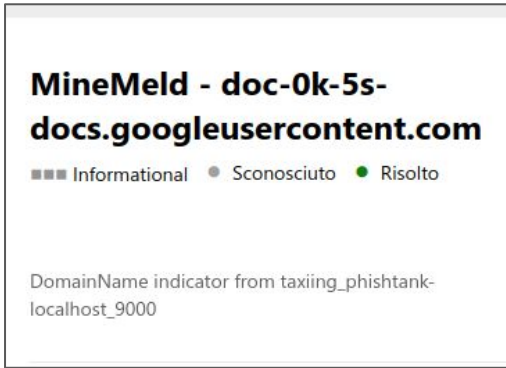 MineMeld - doc-0k-5s-
docs.googleusercontent.com
Informational Sconosciuto Risolto
DomainName indicator from taxiing_phishtank-
localhost_9000